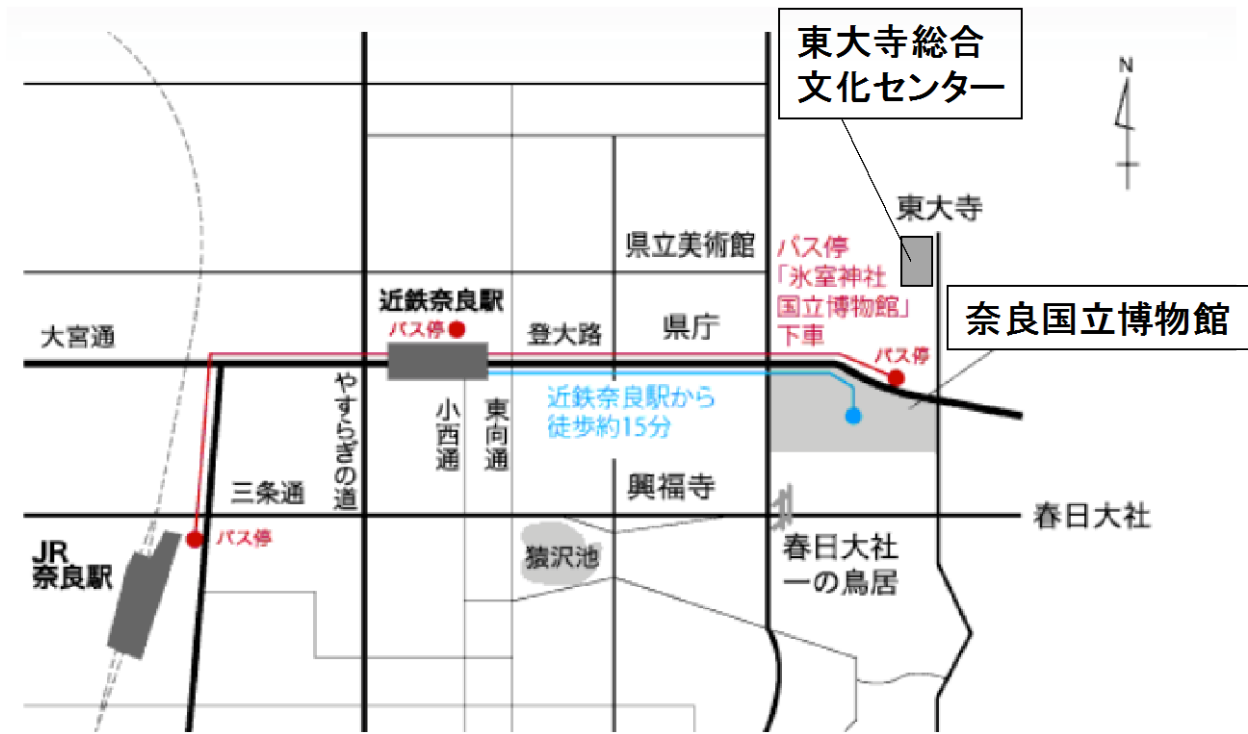 東大寺総合
文化センター
N
東大寺
県立美術館
バス停
「氷室神社
国立博物館」
下車
近鉄奈良駅
バス停
大宮通
登大路
県庁
奈良国立博物館
バス停
やすらぎの道
小西通
東向通
近鉄奈良駅から
徒歩約15分
三条通
興福寺
春日大社
バス停
JR
奈良駅
猿沢池
春日大社
一の鳥居